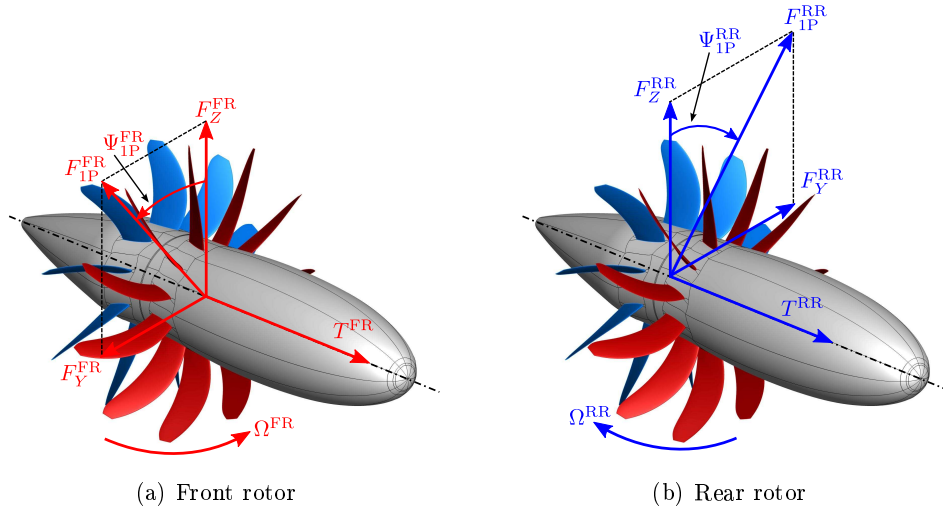 F_Z^FR
Ψ_1P^FR
F_1P^FR
T^FR
F_Y^FR
Ω^FR
(a) Front rotor
F_1P^RR
Ψ_1P^RR
F_Z^RR
F_Y^RR
T^RR
Ω^RR
(b) Rear rotor